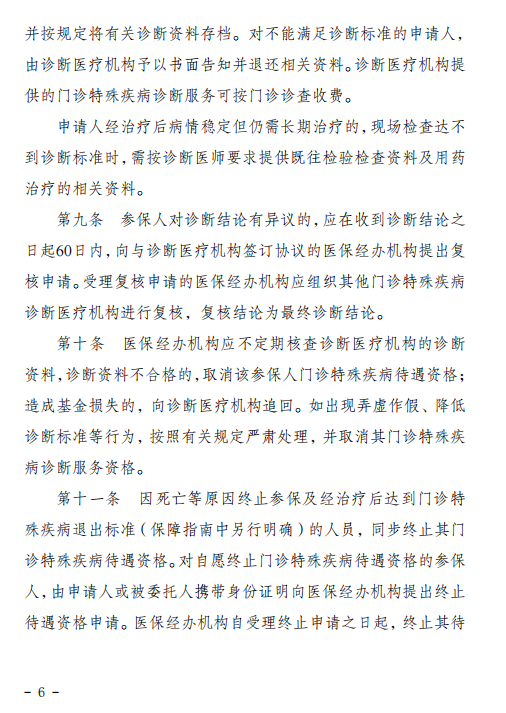 并按规定将有关诊断资料存档。对不能满足诊断标准的申请人，
由诊断医疗机构予以书面告知并退还相关资料。诊断医疗机构提
供的门诊特殊疾病诊断服务可按门诊诊查收费。
申请人经治疗后病情稳定但仍需长期治疗的，现场检查达不
到诊断标准时，需按诊断医师要求提供既往检验检查资料及用药
治疗的相关资料。
第九条　参保人对诊断结论有异议的，应在收到诊断结论之
日起60日内，向与诊断医疗机构签订协议的医保经办机构提出复
核申请。受理复核申请的医保经办机构应组织其他门诊特殊疾病
诊断医疗机构进行复核，复核结论为最终诊断结论。
第十条　医保经办机构应不定期核查诊断医疗机构的诊断
资料，诊断资料不合格的，取消该参保人门诊特殊疾病待遇资格；
造成基金损失的，向诊断医疗机构追回。如出现弄虚作假、降低
诊断标准等行为，按照有关规定严肃处理，并取消其门诊特殊疾
病诊断服务资格。
第十一条　因死亡等原因终止参保及经治疗后达到门诊特
殊疾病退出标准（保障指南中另行明确）的人员，同步终止其门
诊特殊疾病待遇资格。对自愿终止门诊特殊疾病待遇资格的参保
人，由申请人或被委托人携带身份证明向医保经办机构提出终止
待遇资格申请。医保经办机构自受理终止申请之日起，终止其待
- 6 -